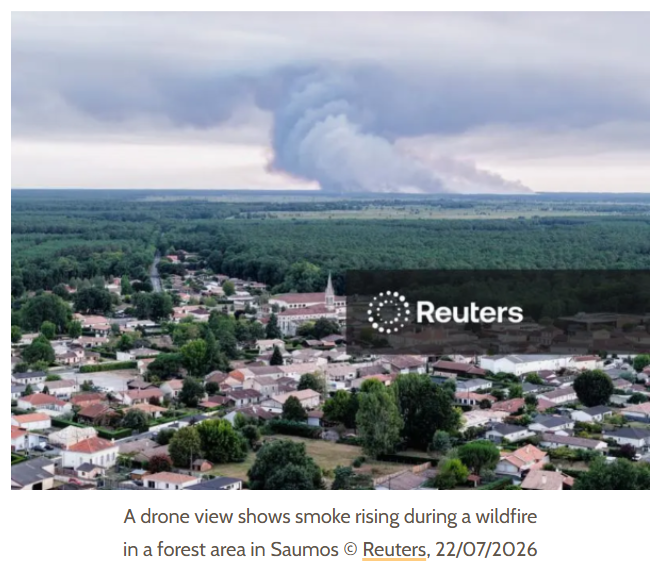 Reuters
A drone view shows smoke rising during a wildfire
in a forest area in Saumos © Reuters, 22/07/2026